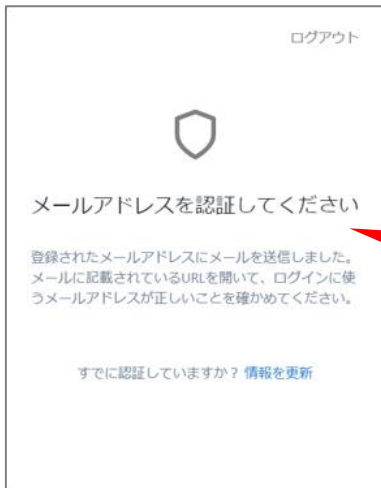 ログアウト
メールアドレスを認証してください
登録されたメールアドレスにメールを送信しました。
メールに記載されているURLを開いて、ログインに使
うメールアドレスが正しいことを確かめてください。
すでに認証していますか？情報を更新